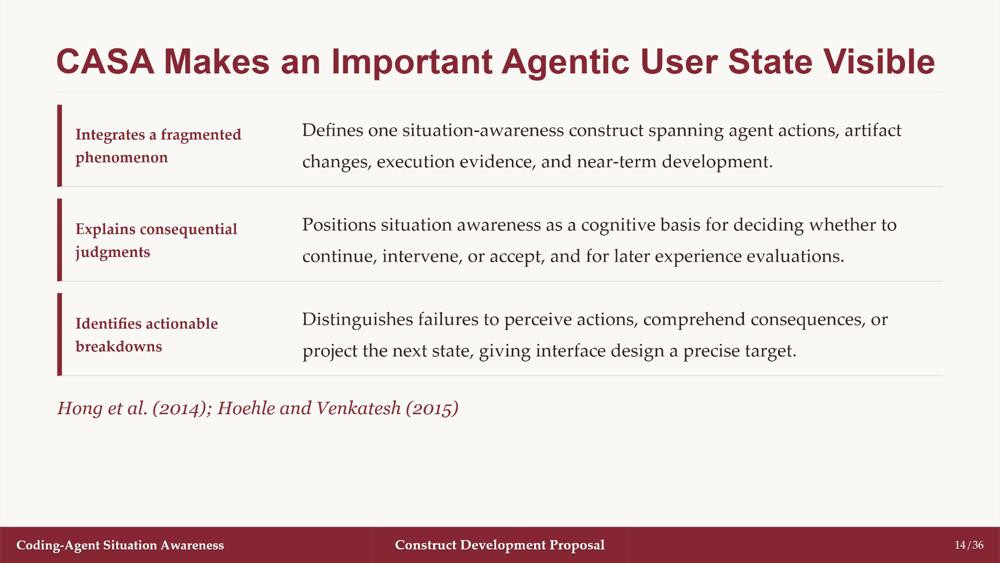 CASA Makes an Important Agentic User State Visible
Integrates a fragmented
phenomenon
Defines one situation-awareness construct spanning agent actions, artifact
changes, execution evidence, and near-term development.
Explains consequential
judgments
Positions situation awareness as a cognitive basis for deciding whether to
continue, intervene, or accept, and for later experience evaluations.
Identifies actionable
breakdowns
Distinguishes failures to perceive actions, comprehend consequences, or
project the next state, giving interface design a precise target.
Hong et al. (2014); Hoehle and Venkatesh (2015)
Coding-Agent Situation Awareness
Construct Development Proposal
14/36